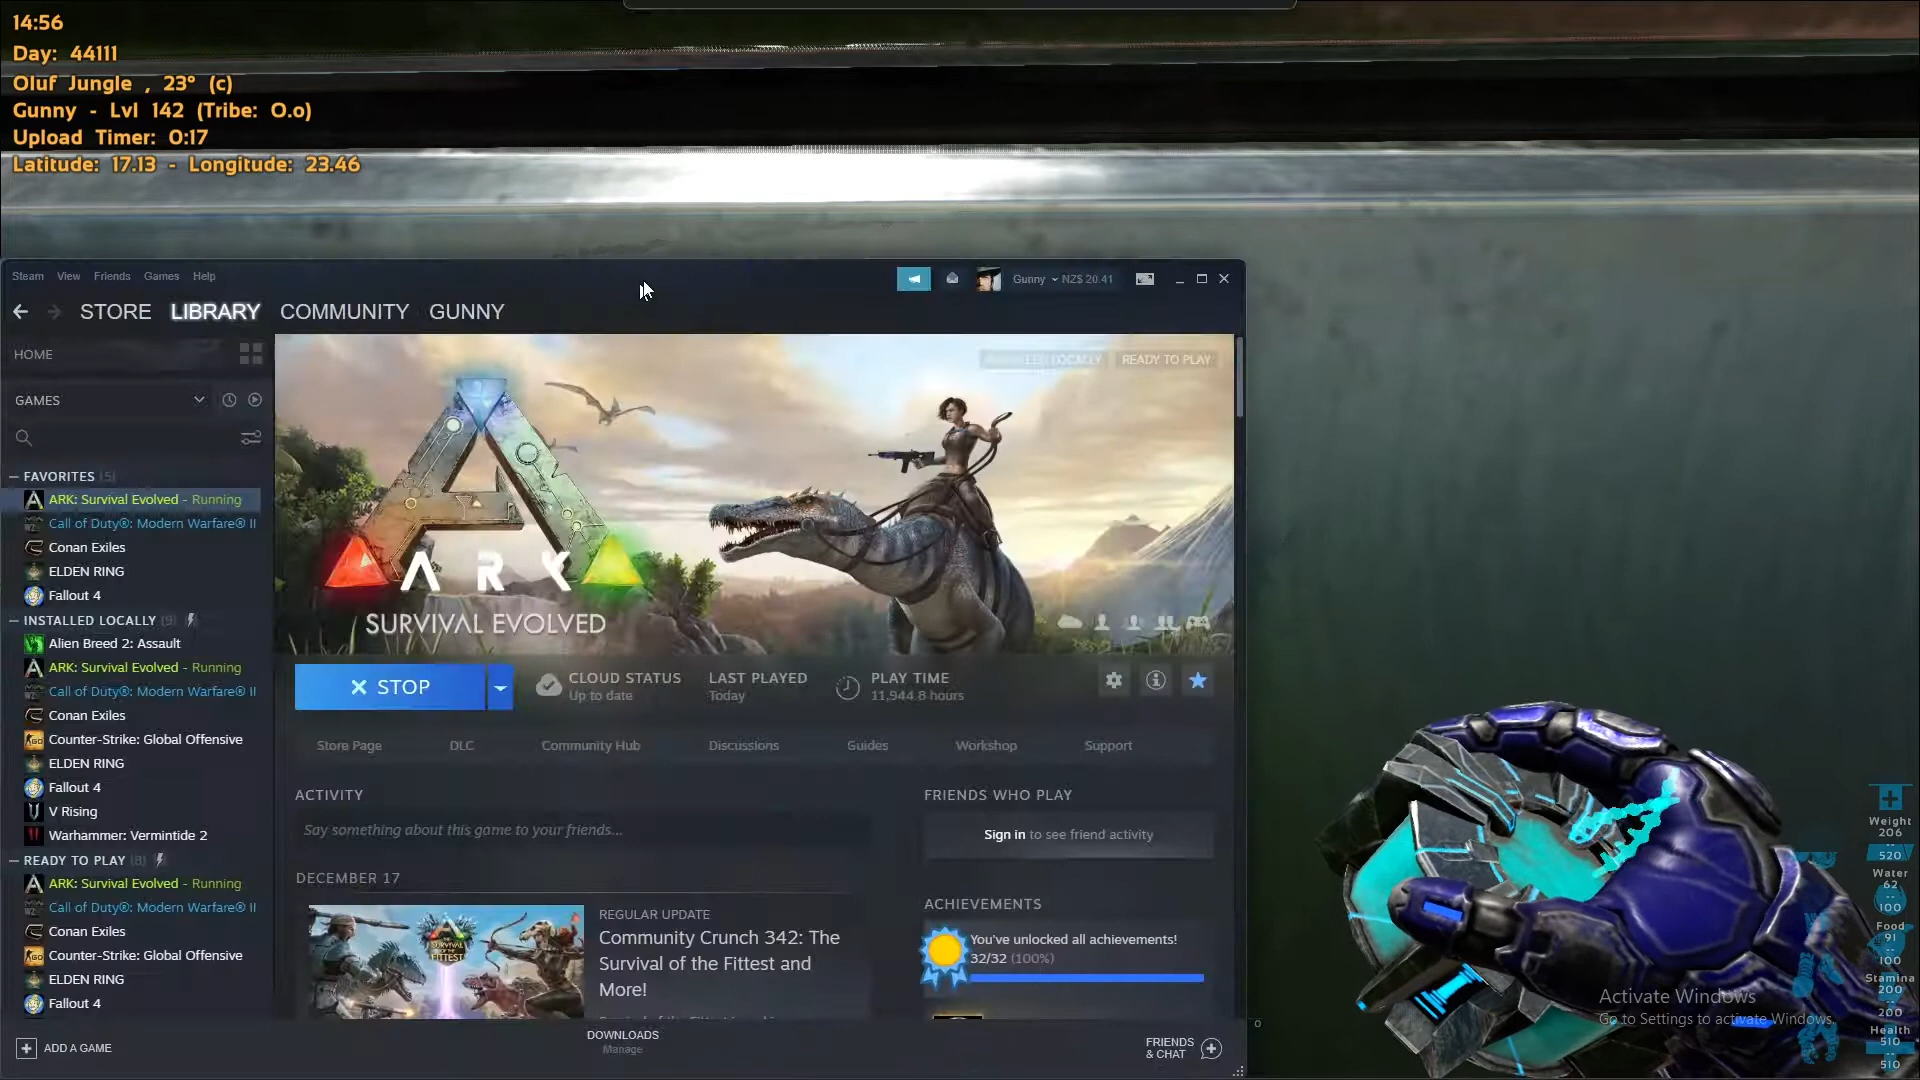 14:56
Day: 44111
Oluf Jungle , 23° (c)
Gunny - Lvl 142 (Tribe: O.o)
Upload Timer: 0:17
Latitude: 17.13 - Longitude: 23.46
Steam View Friends Games Help
Gunny NZ$ 20.41
STORE LIBRARY COMMUNITY GUNNY
HOME
GAMES
FAVORITES (5)
ARK: Survival Evolved - Running
Call of Duty®: Modern Warfare® II
Conan Exiles
ELDEN RING
Fallout 4
INSTALLED LOCALLY (9)
Alien Breed 2: Assault
ARK: Survival Evolved - Running
Call of Duty®: Modern Warfare® II
Conan Exiles
Counter-Strike: Global Offensive
ELDEN RING
Fallout 4
V Rising
Warhammer: Vermintide 2
READY TO PLAY (8)
ARK: Survival Evolved - Running
Call of Duty®: Modern Warfare® II
Conan Exiles
Counter-Strike: Global Offensive
ELDEN RING
Fallout 4
ADD A GAME
LOCALLY READY TO PLAY
ARK
SURVIVAL EVOLVED
STOP
CLOUD STATUS
Up to date
LAST PLAYED
Today
PLAY TIME
11,944.8 hours
Store Page DLC Community Hub Discussions Guides Workshop Support
ACTIVITY
Say something about this game to your friends...
DECEMBER 17
REGULAR UPDATE
Community Crunch 342: The
Survival of the Fittest and
More!
FRIENDS WHO PLAY
Sign in to see friend activity
ACHIEVEMENTS
You've unlocked all achievements!
32/32 (100%)
DOWNLOADS
Manage
FRIENDS
& CHAT
Weight
206
520
Water
62
100
Food
91
100
Stamina
200
200
Health
510
510
Activate Windows
Go to Settings to activate Windows.